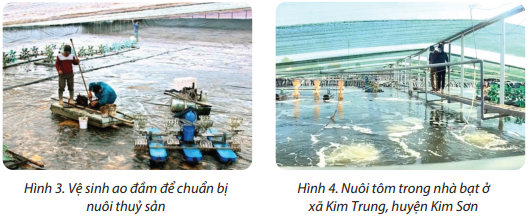 Hình 3. Vệ sinh ao đầm để chuẩn bị
nuôi thuỷ sản
Hình 4. Nuôi tôm trong nhà bạt ở
xã Kim Trung, huyện Kim Sơn